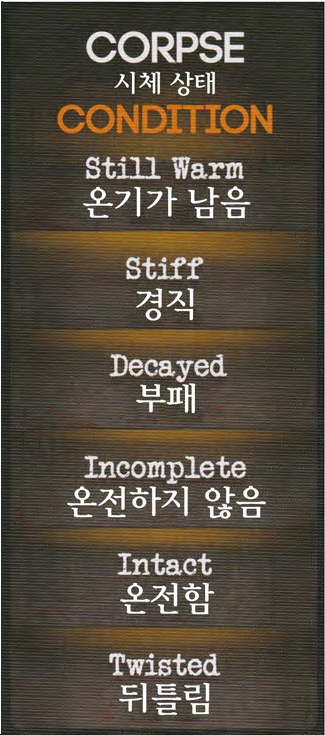 CORPSE
시체 상태
CONDITION
Still Warm
온기가 남음
Stiff
경직
Decayed
부패
Incomplete
온전하지 않음
Intact
온전함
Twisted
뒤틀림